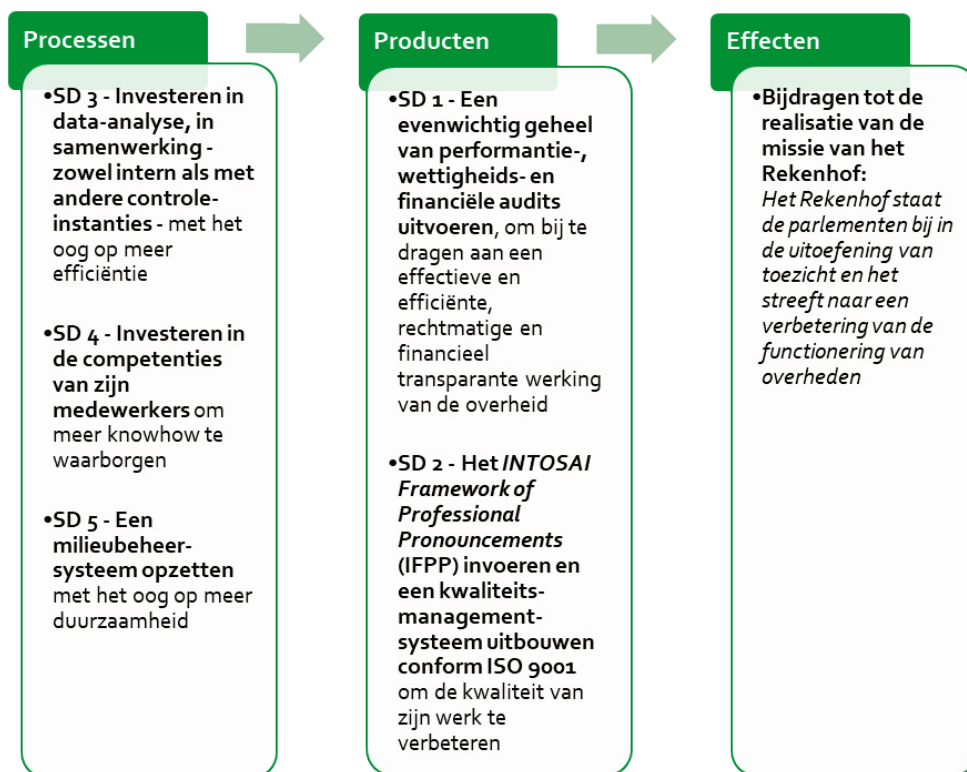 Processen
•SD 3 - Investeren in
data-analyse, in
samenwerking -
zowel intern als met
andere controle-
instanties - met het
oog op meer
efficiëntie
•SD 4 - Investeren in
de competenties
van zijn
medewerkers om
meer knowhow te
waarborgen
•SD 5 - Een
milieubeheer-
systeem opzetten
met het oog op meer
duurzaamheid
Producten
•SD 1 - Een
evenwichtig geheel
van performantie-,
wettigheids- en
financiële audits
uitvoeren, om bij te
dragen aan een
effectieve en
efficiënte,
rechtmatige en
financieel
transparante werking
van de overheid
•SD 2 - Het INTOSAI
Framework of
Professional
Pronouncements
(IFPP) invoeren en
een kwaliteits-
management-
systeem uitbouwen
conform ISO 9001
om de kwaliteit van
zijn werk te
verbeteren
Effecten
•Bijdragen tot de
realisatie van de
missie van het
Rekenhof:
Het Rekenhof staat
de parlementen bij in
de uitoefening van
toezicht en het
streeft naar een
verbetering van de
functionering van
overheden